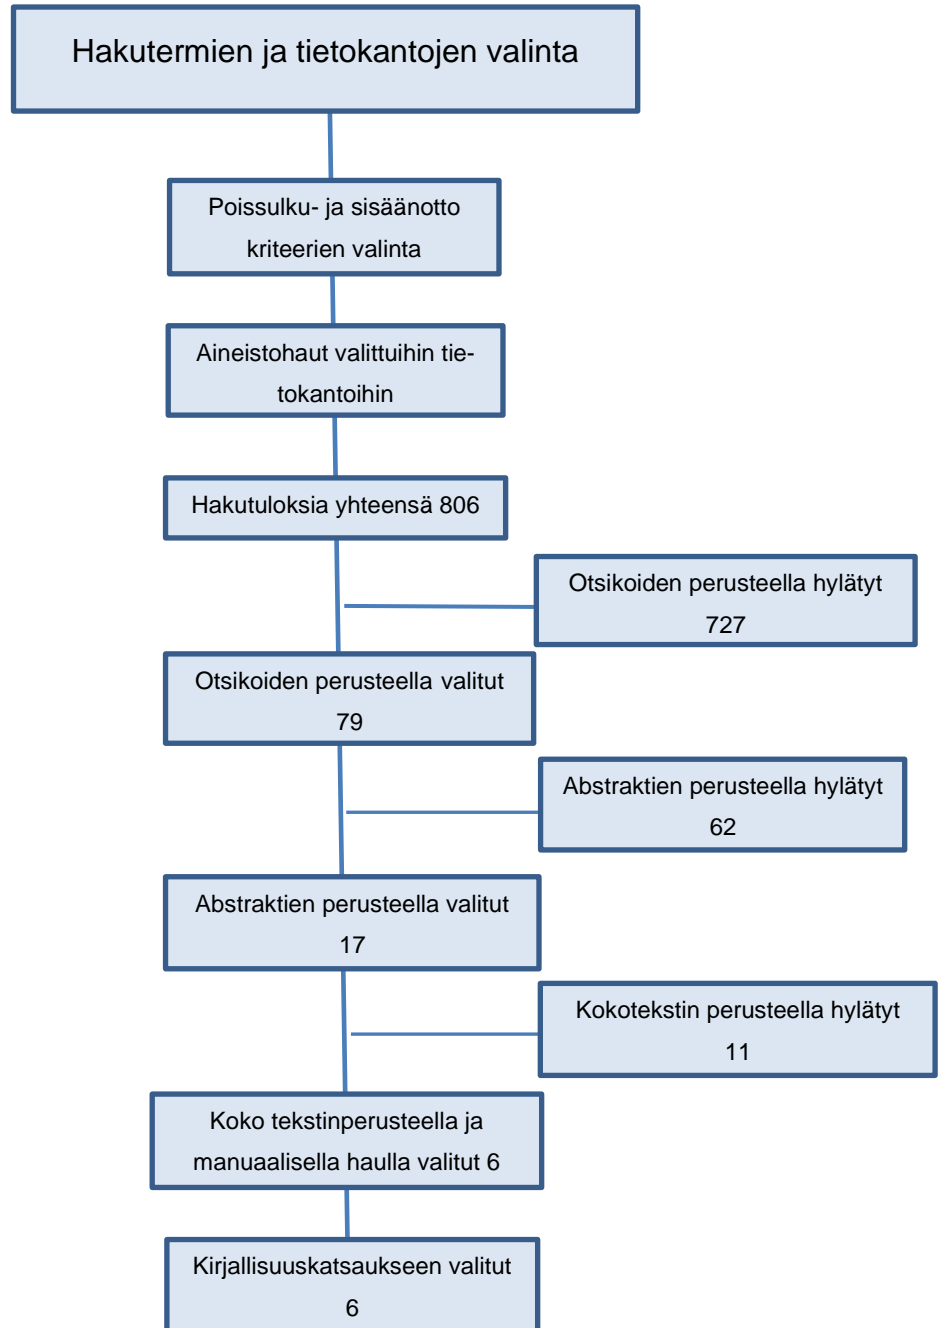 Hakutermien ja tietokantojen valinta
Poissulku- ja sisäänotto
kriteerien valinta
Aineistohaut valittuihin tie-
tokantoihin
Hakutuloksia yhteensä 806
Otsikoiden perusteella hylätyt
727
Otsikoiden perusteella valitut
79
Abstraktien perusteella hylätyt
62
Abstraktien perusteella valitut
17
Kokotekstin perusteella hylätyt
11
Koko tekstinperusteella ja
manuaalisella haulla valitut 6
Kirjallisuuskatsaukseen valitut
6